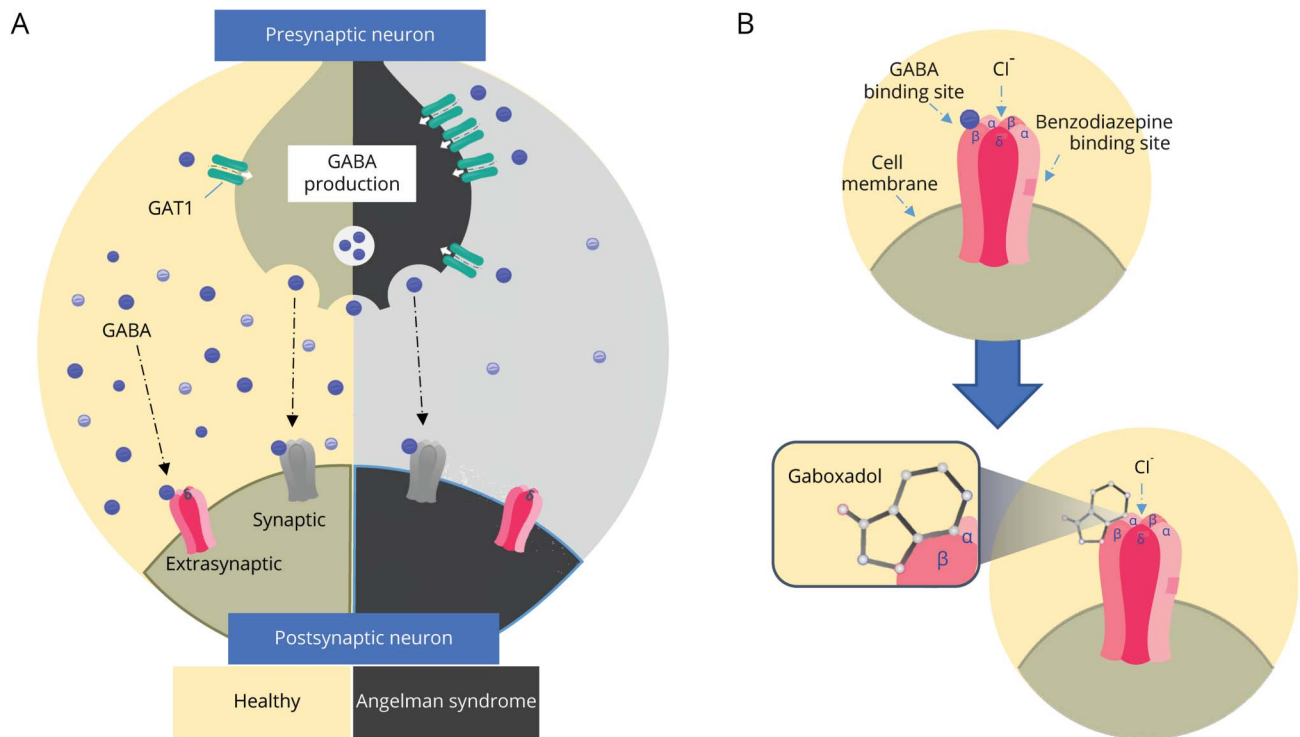 A
Presynaptic neuron
GABA
production
GAT1
GABA
δ
δ
Synaptic
Extrasynaptic
Postsynaptic neuron
Healthy
Angelman syndrome
B
GABA
binding site
Cl-
Benzodiazepine
binding site
Cell
membrane
α β
β δ α
Gaboxadol
α
β
Cl-
α β
β δ α